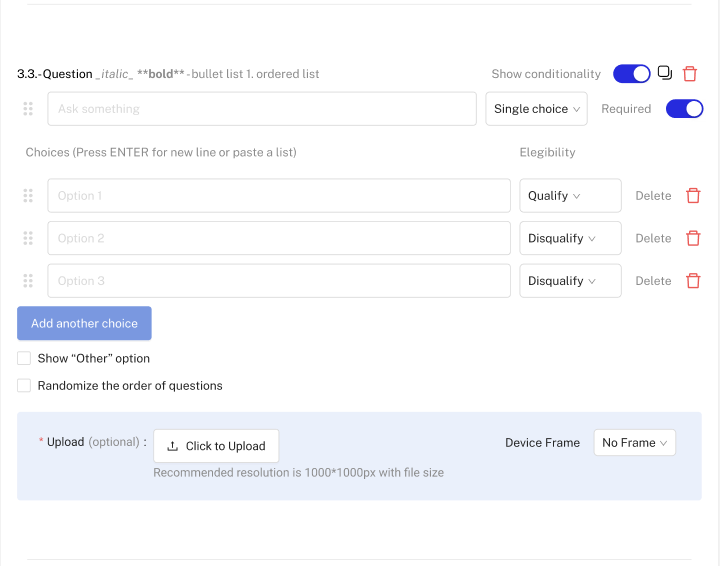 3.3.-Question _italic_ **bold** - bullet list 1. ordered list Show conditionality
Ask something Single choice Required
Choices (Press ENTER for new line or paste a list) Elegibility
Option 1 Qualify Delete
Option 2 Disqualify Delete
Option 3 Disqualify Delete
Add another choice
Show “Other” option
Randomize the order of questions
* Upload (optional) : Click to Upload Device Frame No Frame
Recommended resolution is 1000*1000px with file size